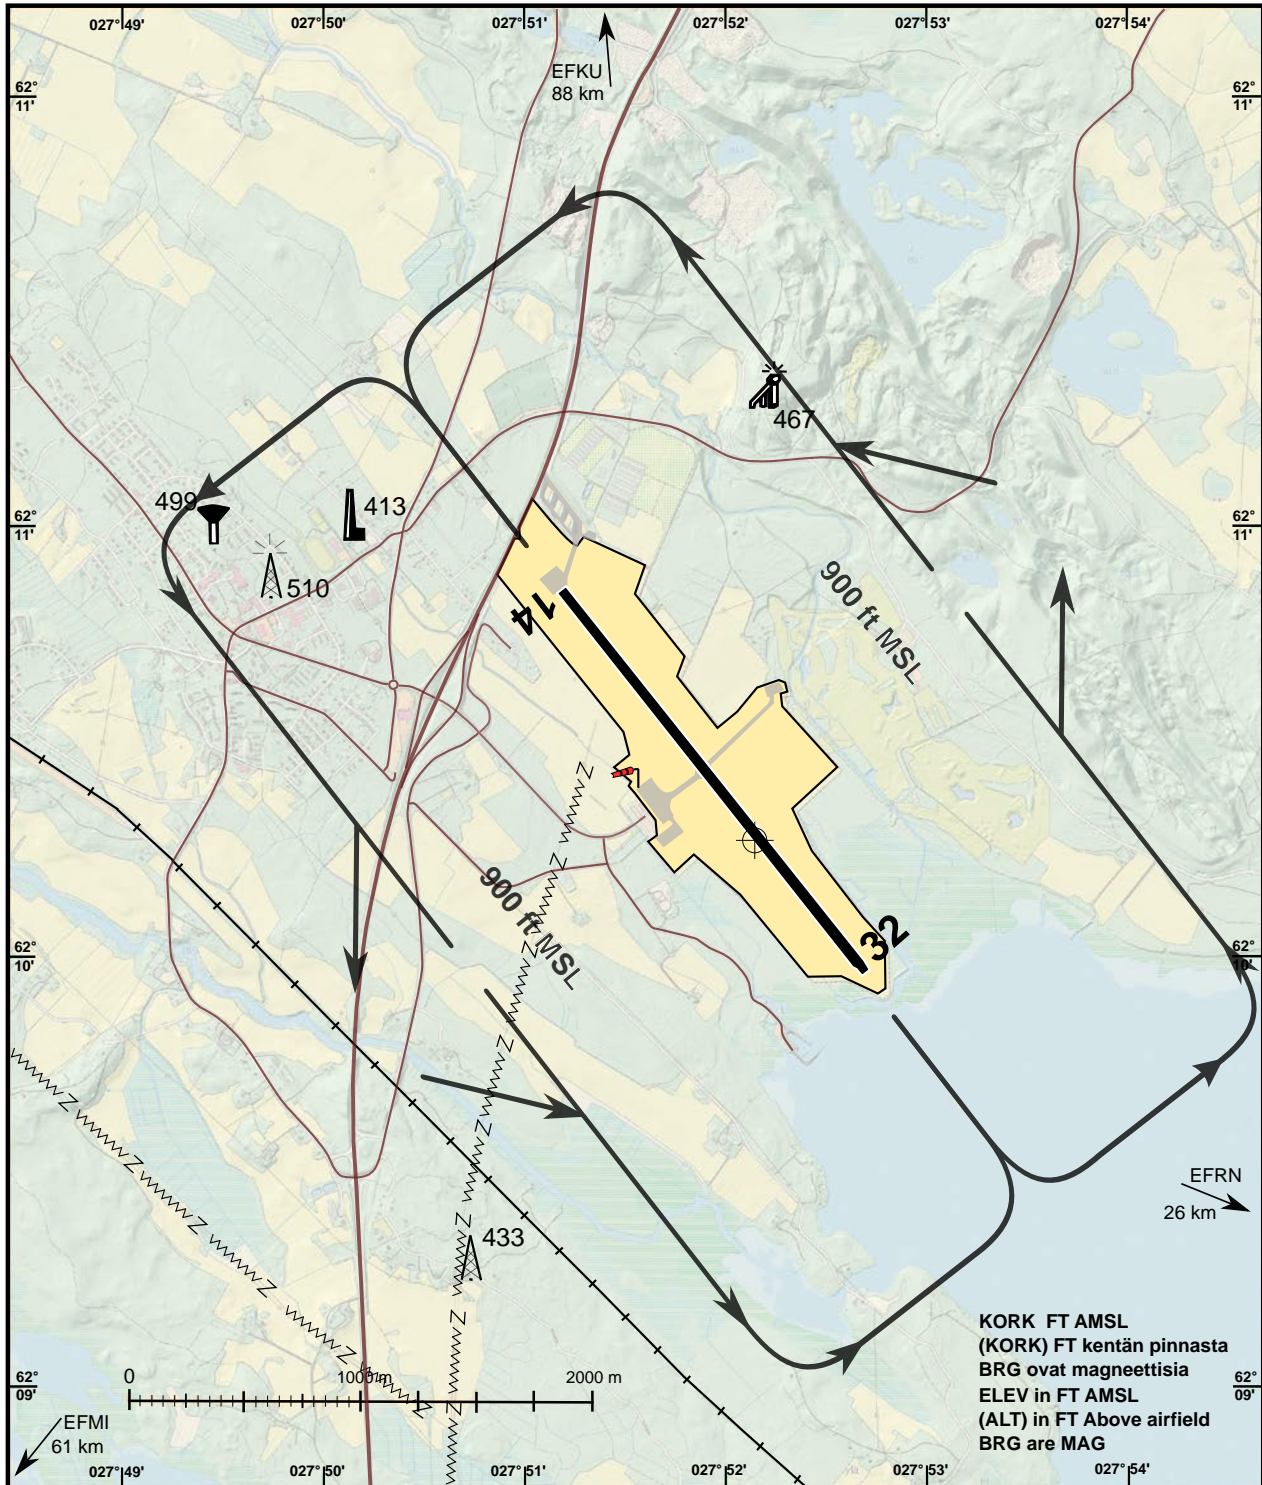 027°49'
027°50'
027°51'
027°52'
027°53'
027°54'
EFKU
88 km
62°
11'
62°
11'
467
499
413
62°
11'
62°
11'
510
900 ft MSL
14
900 ft MSL
32
62°
10'
62°
10'
EFRN
26 km
433
KORK FT AMSL
(KORK) FT kentän pinnasta
BRG ovat magneettisia
ELEV in FT AMSL
(ALT) in FT Above airfield
BRG are MAG
0
1000 m
2000 m
62°
09'
62°
09'
EFMI
61 km
027°49'
027°50'
027°51'
027°52'
027°53'
027°54'